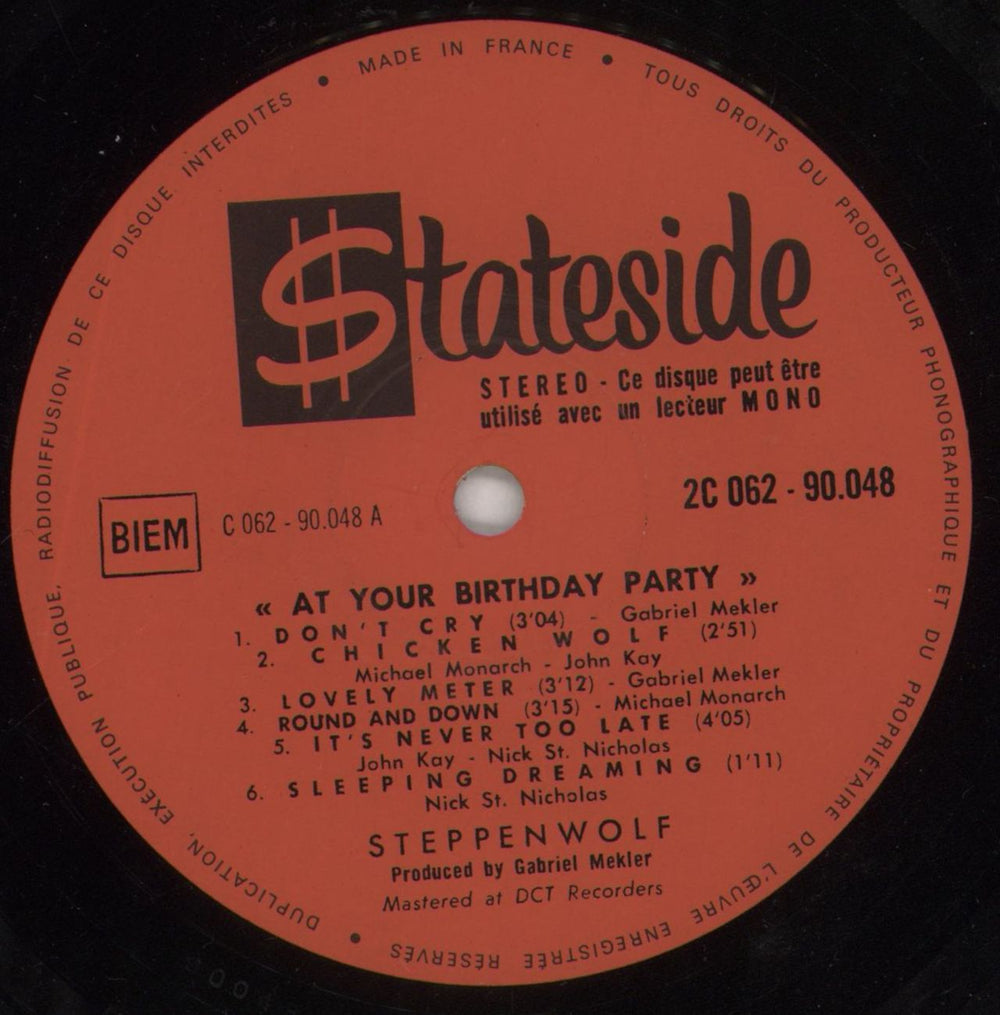 MADE IN FRANCE • TOUS DROITS DU PRODUCTEUR PHONOGRAPHIQUE ET DU PROPRIÉTAIRE DE L'ŒUVRE ENREGISTRÉE RÉSERVÉS • DUPLICATION, EXÉCUTION PUBLIQUE, RADIODIFFUSION DE CE DISQUE INTERDITES •
$tateside
STEREO - Ce disque peut être
utilisé avec un lecteur MONO
2C 062 - 90.048
BIEM
C 062 - 90.048 A
« AT YOUR BIRTHDAY PARTY »
1. DON'T CRY (3'04) - Gabriel Mekler
2. CHICKEN WOLF (2'51)
Michael Monarch - John Kay
3. LOVELY METER (3'12) - Gabriel Mekler
4. ROUND AND DOWN (3'15) - Michael Monarch
5. IT'S NEVER TOO LATE (4'05)
John Kay - Nick St. Nicholas
6. SLEEPING DREAMING (1'11)
Nick St. Nicholas
STEPPENWOLF
Produced by Gabriel Mekler
Mastered at DCT Recorders